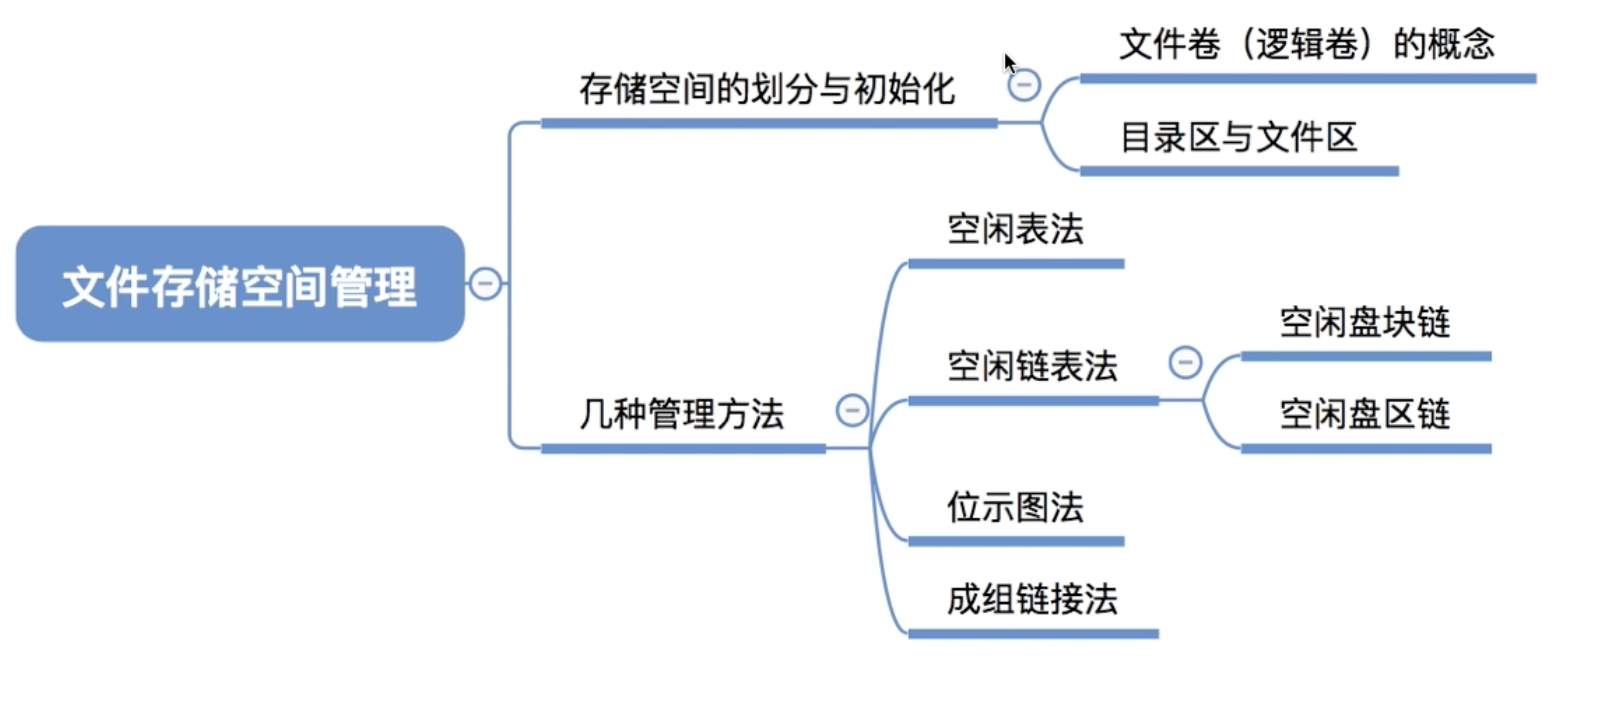 文件存储空间管理
存储空间的划分与初始化
文件卷（逻辑卷）的概念
目录区与文件区
几种管理方法
空闲表法
空闲链表法
空闲盘块链
空闲盘区链
位示图法
成组链接法